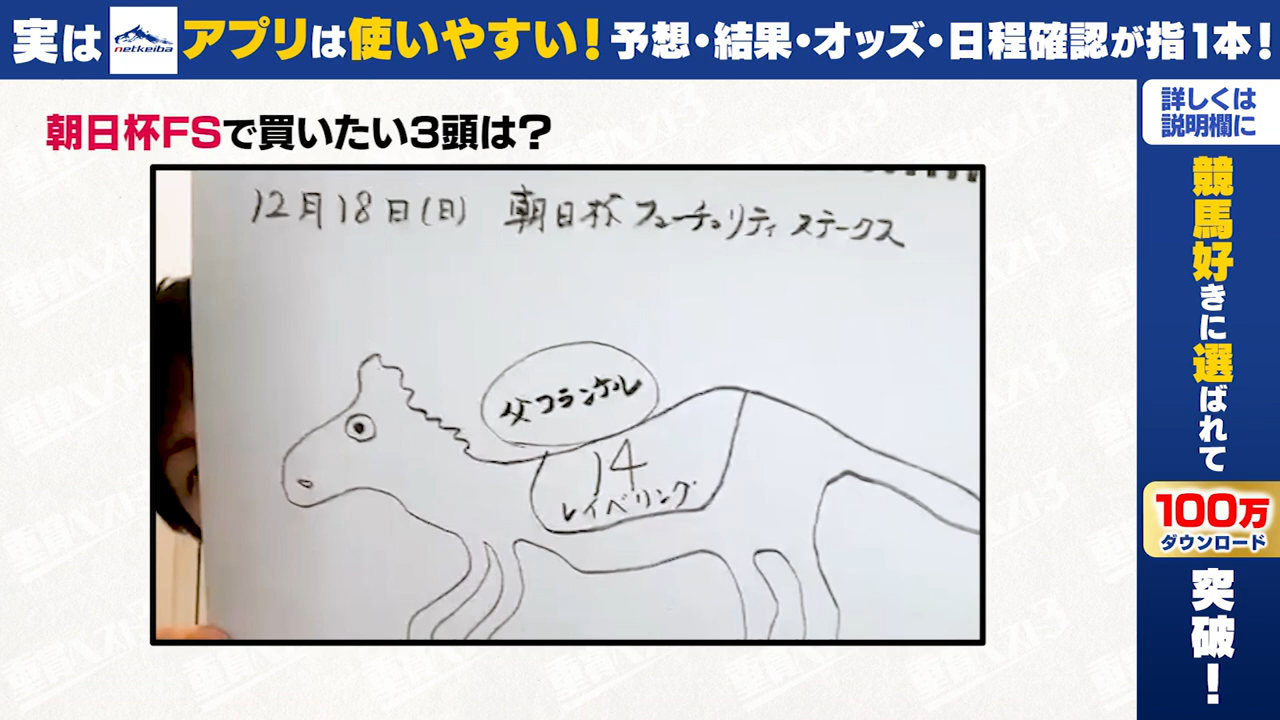 実は netkeiba アプリは使いやすい！予想・結果・オッズ・日程確認が指1本！
朝日杯FSで買いたい3頭は？
12月18日(日) 朝日杯フューチュリティステークス
父フランケル
14
レイベリング
詳しくは
説明欄に
競馬好きに選ばれて
100万
ダウンロード
突破！